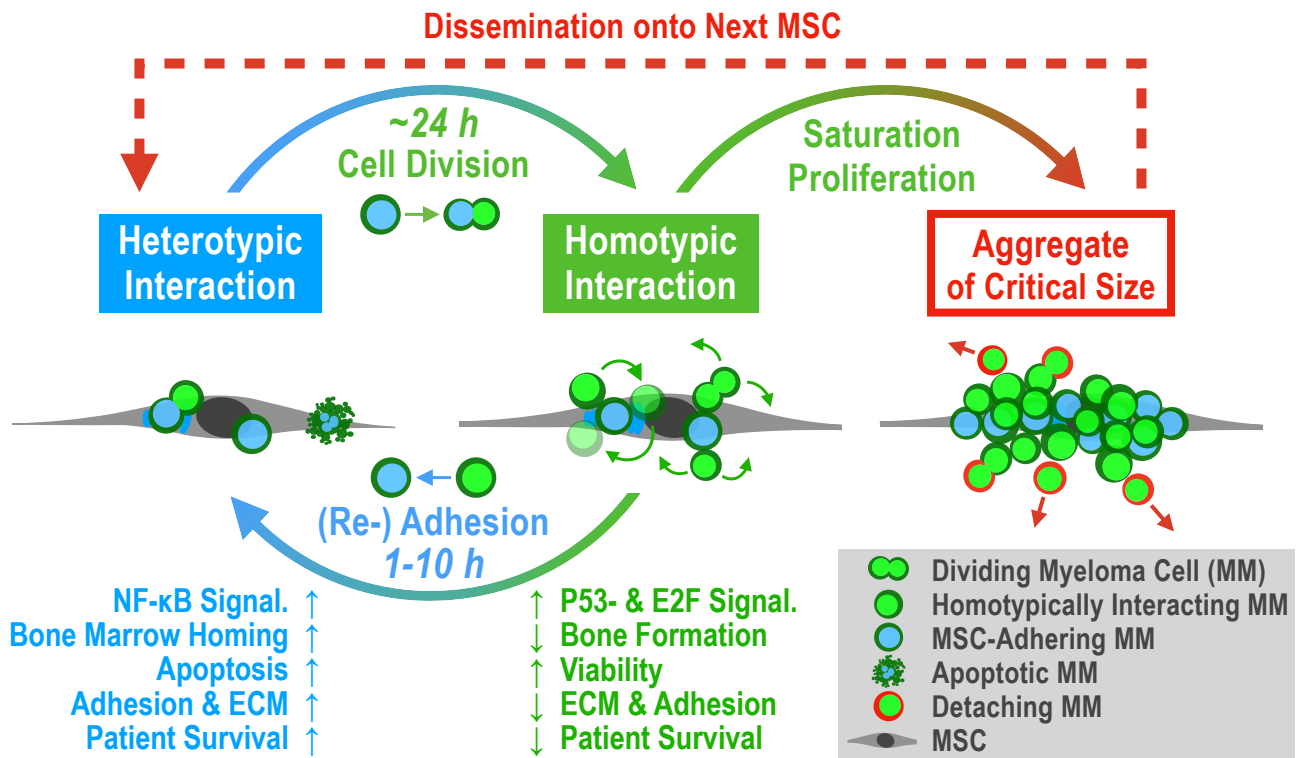 Dissemination onto Next MSC
~24 h
Cell Division
Saturation
Proliferation
Heterotypic
Interaction
Homotypic
Interaction
Aggregate
of Critical Size
(Re-) Adhesion
1-10 h
NF-κB Signal. ↑
Bone Marrow Homing ↑
Apoptosis ↑
Adhesion & ECM ↑
Patient Survival ↑
↑ P53- & E2F Signal.
↓ Bone Formation
↑ Viability
↓ ECM & Adhesion
↓ Patient Survival
Dividing Myeloma Cell (MM)
Homotypically Interacting MM
MSC-Adhering MM
Apoptotic MM
Detaching MM
MSC